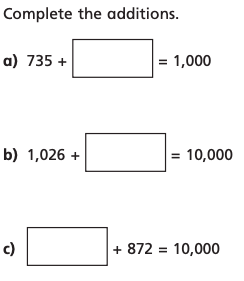 Complete the additions.
a) 735 + = 1,000
b) 1,026 + = 10,000
c) + 872 = 10,000